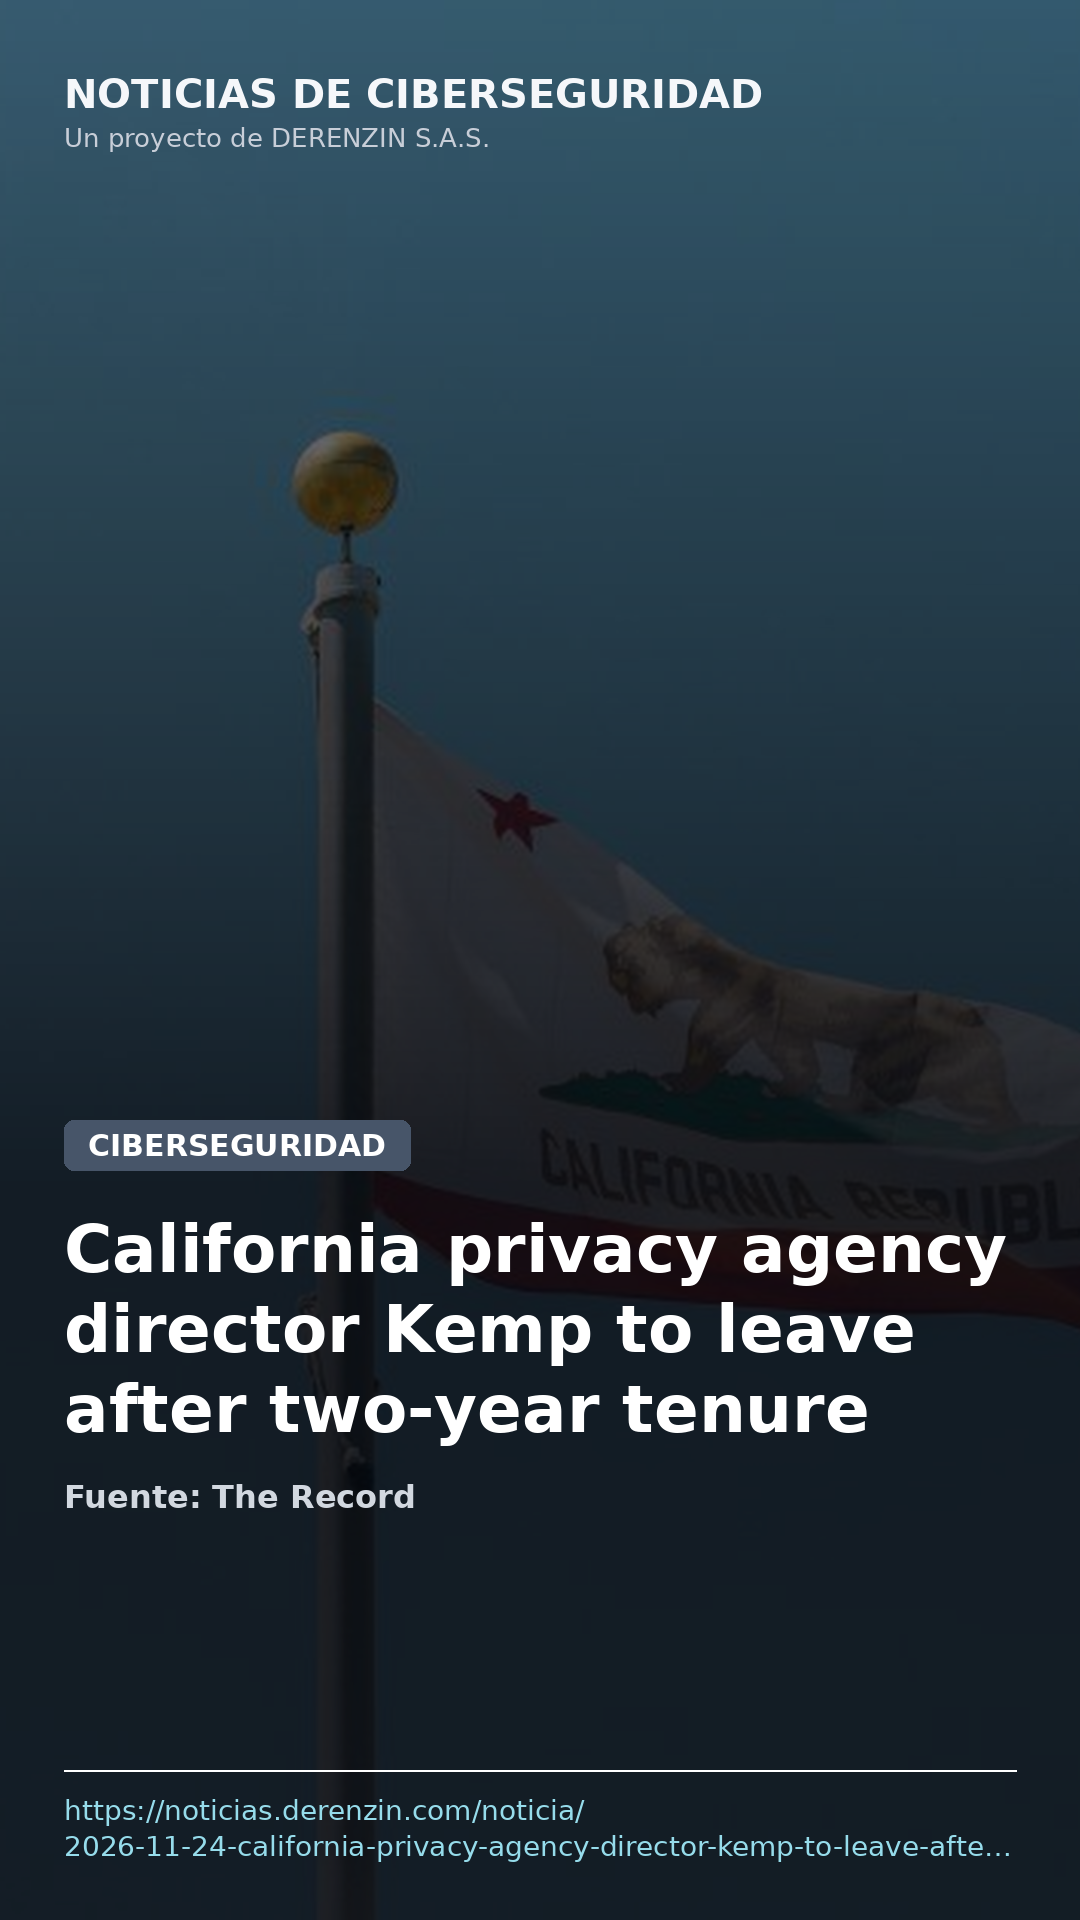 NOTICIAS DE CIBERSEGURIDAD
Un proyecto de DERENZIN S.A.S.
CIBERSEGURIDAD
CALIFORNIA REPUBL
California privacy agency
director Kemp to leave
after two-year tenure
Fuente: The Record
https://noticias.derenzin.com/noticia/
2026-11-24-california-privacy-agency-director-kemp-to-leave-afte...